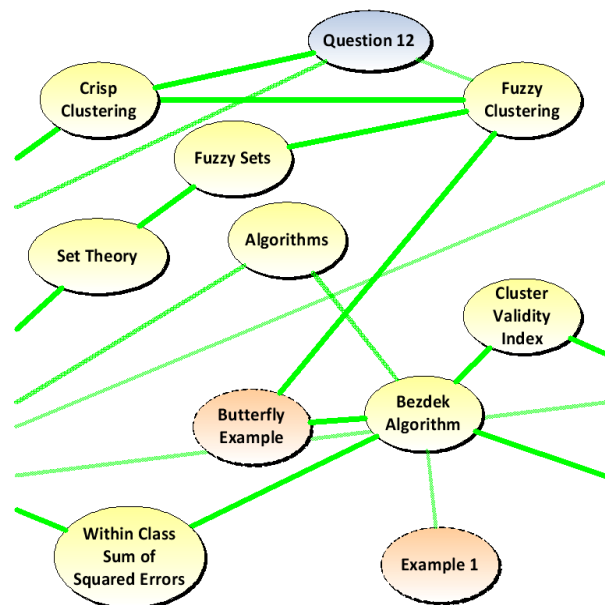 Question 12
Crisp
Clustering
Fuzzy
Clustering
Fuzzy Sets
Set Theory
Algorithms
Cluster
Validity
Index
Butterfly
Example
Bezdek
Algorithm
Within Class
Sum of
Squared Errors
Example 1